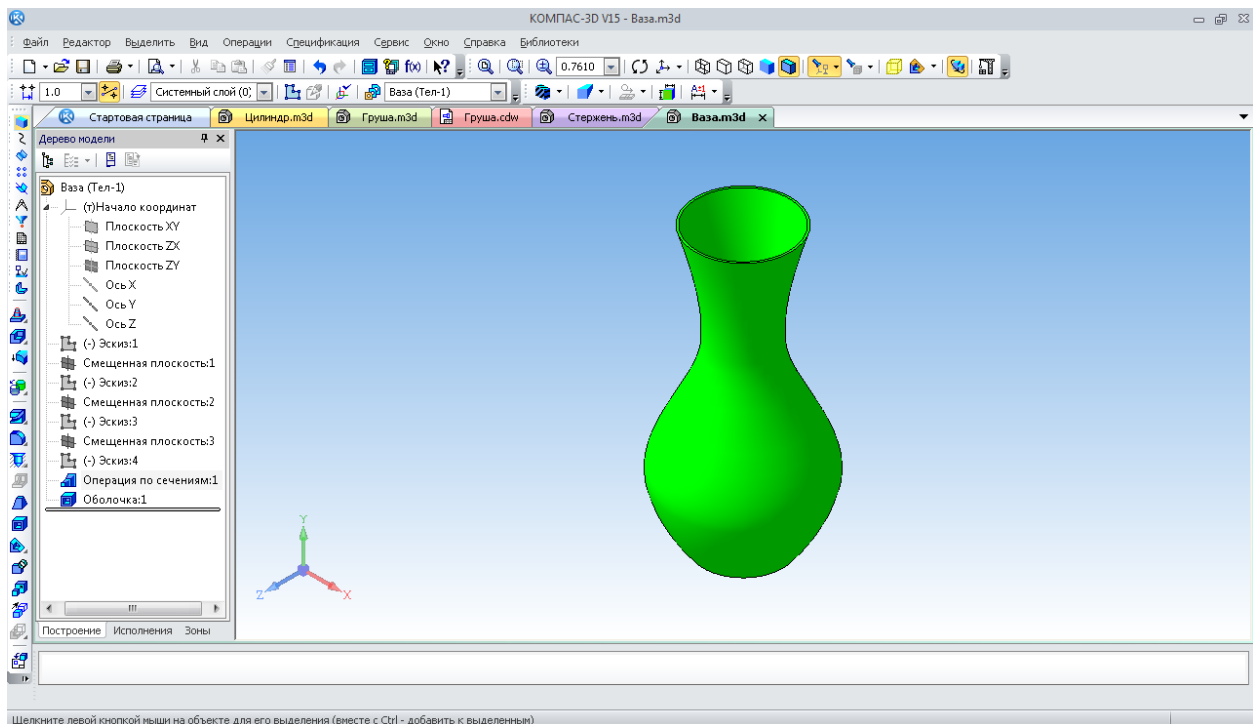 КОМПАС-3D V15 - Ваза.m3d
Файл Редактор Выделить Вид Операции Спецификация Сервис Окно Справка Библиотеки
0.7610
1.0 Системный слой (0) Ваза (Тел-1)
Стартовая страница Цилиндр.m3d Груша.m3d Груша.cdw Стержень.m3d Ваза.m3d
Дерево модели
Ваза (Тел-1)
(т)Начало координат
Плоскость XY
Плоскость ZX
Плоскость ZY
Ось X
Ось Y
Ось Z
(-) Эскиз:1
Смещенная плоскость:1
(-) Эскиз:2
Смещенная плоскость:2
(-) Эскиз:3
Смещенная плоскость:3
(-) Эскиз:4
Операция по сечениям:1
Оболочка:1
Y
Z
X
Построение Исполнения Зоны
Щелкните левой кнопкой мыши на объекте для его выделения (вместе с Ctrl - добавить к выделенным)